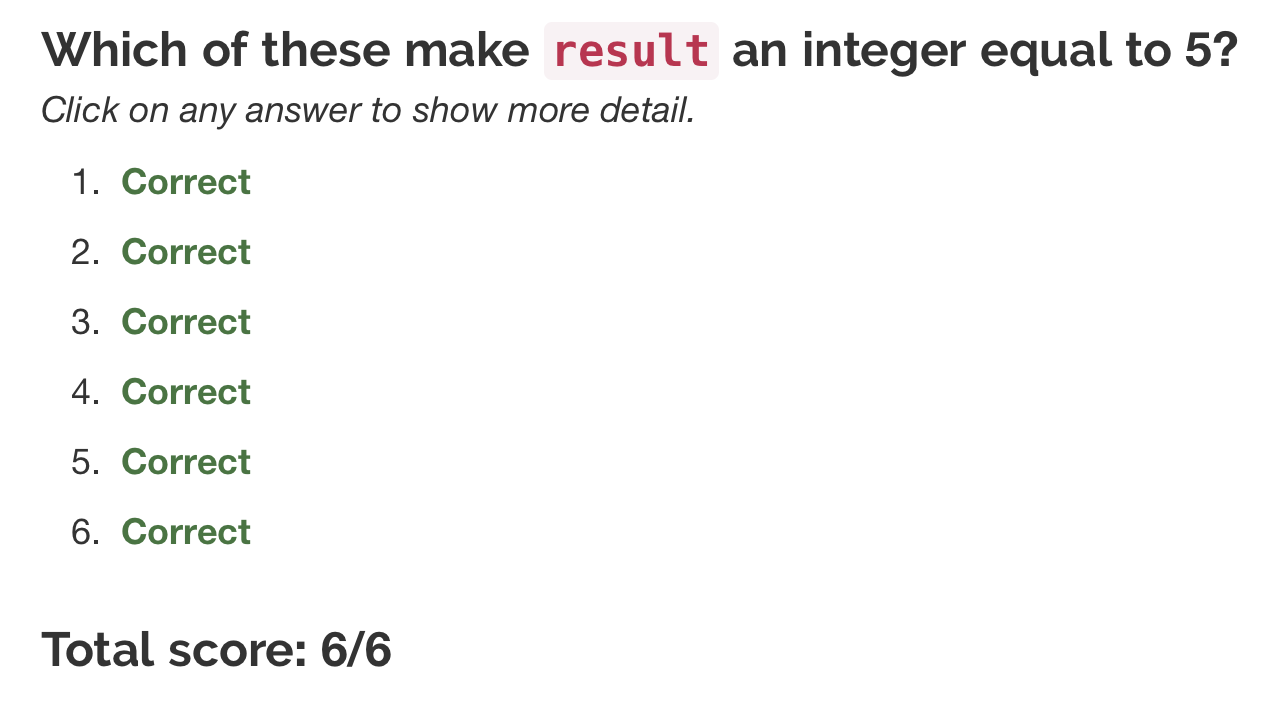 Which of these make result an integer equal to 5?
Click on any answer to show more detail.
1. Correct
2. Correct
3. Correct
4. Correct
5. Correct
6. Correct
Total score: 6/6